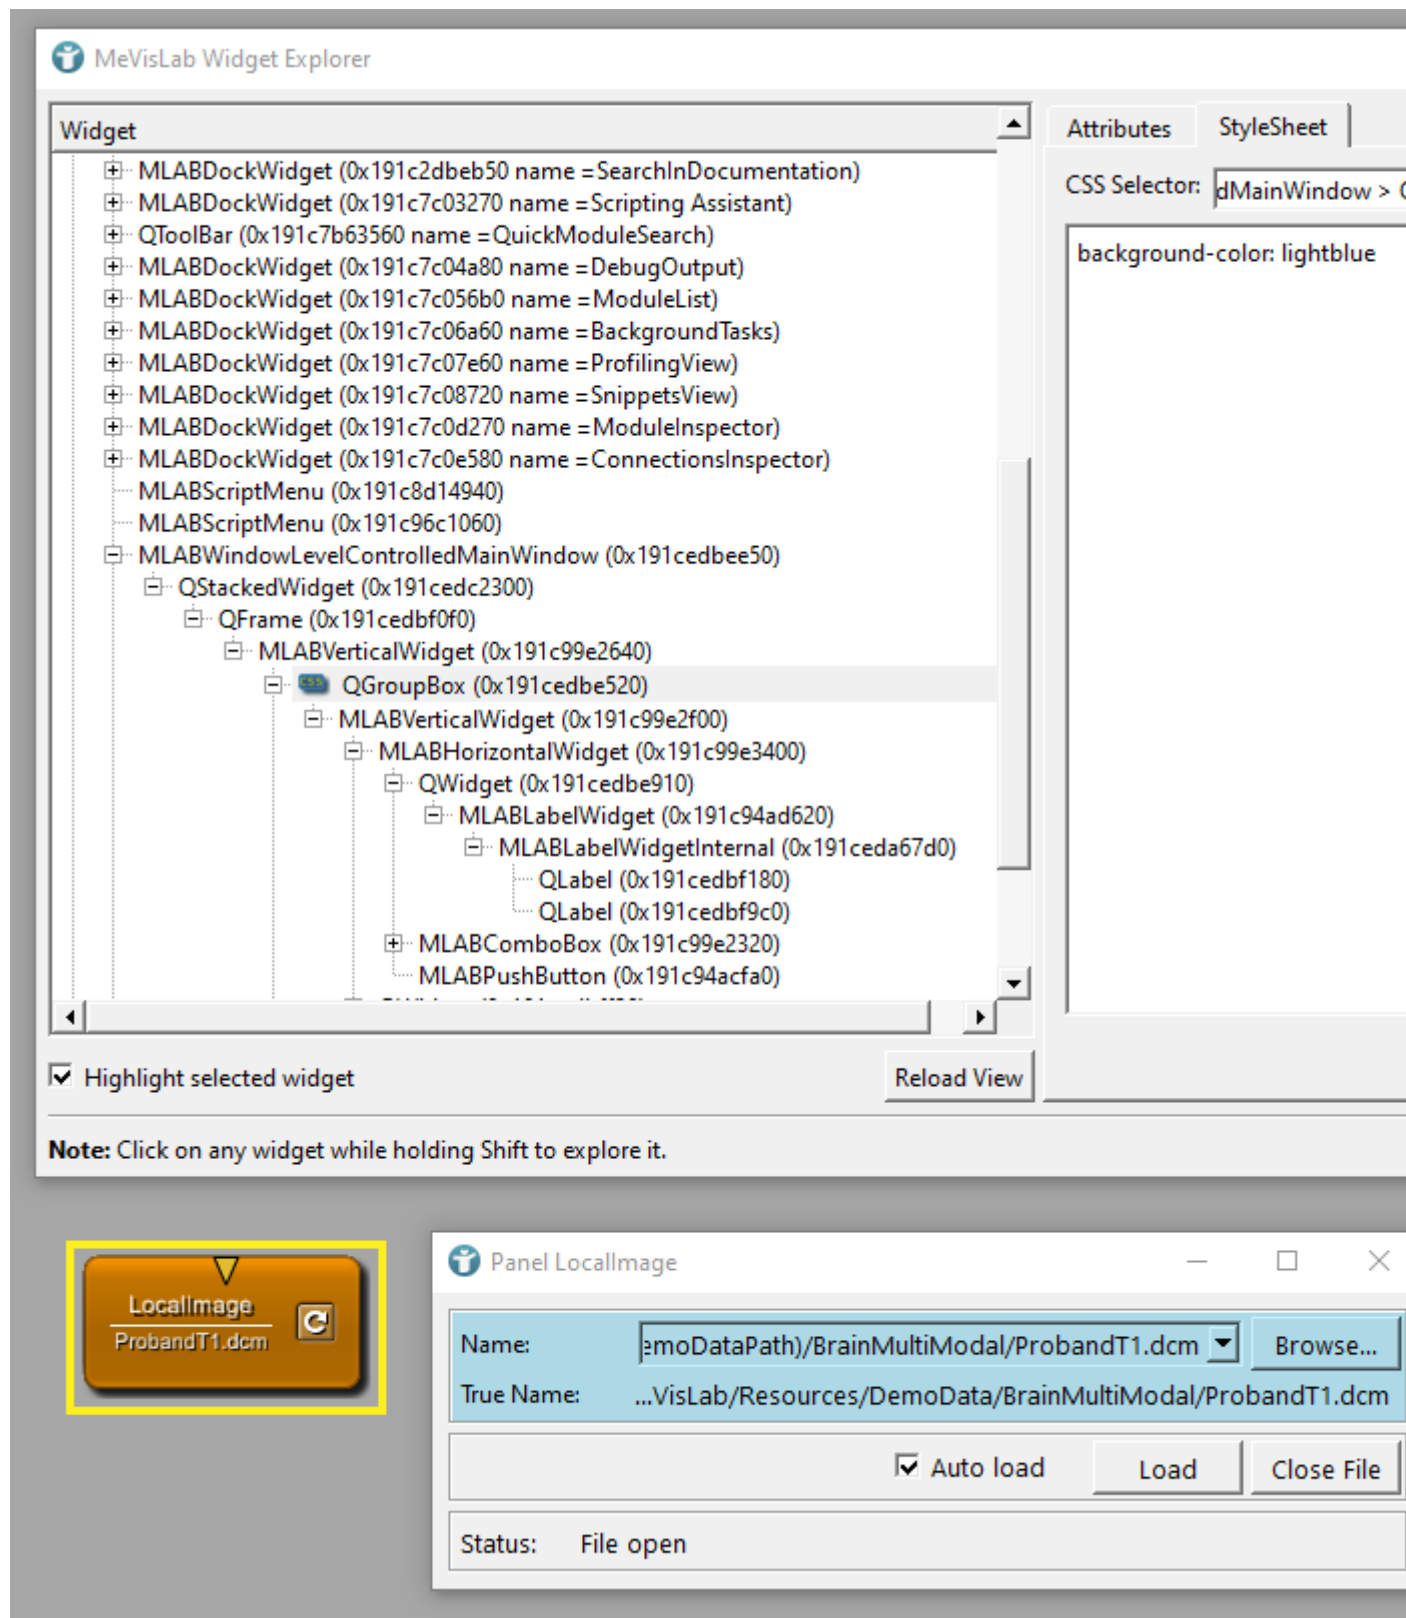 MeVisLab Widget Explorer
Widget
MLABDockWidget (0x191c2dbeb50 name =SearchInDocumentation)
MLABDockWidget (0x191c7c03270 name =Scripting Assistant)
QToolBar (0x191c7b63560 name =QuickModuleSearch)
MLABDockWidget (0x191c7c04a80 name =DebugOutput)
MLABDockWidget (0x191c7c056b0 name =ModuleList)
MLABDockWidget (0x191c7c06a60 name =BackgroundTasks)
MLABDockWidget (0x191c7c07e60 name =ProfilingView)
MLABDockWidget (0x191c7c08720 name =SnippetsView)
MLABDockWidget (0x191c7c0d270 name =ModuleInspector)
MLABDockWidget (0x191c7c0e580 name =ConnectionsInspector)
MLABScriptMenu (0x191c8d14940)
MLABScriptMenu (0x191c96c1060)
MLABWindowLevelControlledMainWindow (0x191cedbee50)
QStackedWidget (0x191cedc2300)
QFrame (0x191cedbf0f0)
MLABVerticalWidget (0x191c99e2640)
CSS QGroupBox (0x191cedbe520)
MLABVerticalWidget (0x191c99e2f00)
MLABHorizontalWidget (0x191c99e3400)
QWidget (0x191cedbe910)
MLABLabelWidget (0x191c94ad620)
MLABLabelWidgetInternal (0x191ceda67d0)
QLabel (0x191cedbf180)
QLabel (0x191cedbf9c0)
MLABComboBox (0x191c99e2320)
MLABPushButton (0x191c94acfa0)
Highlight selected widget
Reload View
Attributes StyleSheet
CSS Selector: dMainWindow >
background-color: lightblue
Note: Click on any widget while holding Shift to explore it.
LocalImage
ProbandT1.dcm
Panel LocalImage
Name: emoDataPath)/BrainMultiModal/ProbandT1.dcm Browse...
True Name: ...VisLab/Resources/DemoData/BrainMultiModal/ProbandT1.dcm
Auto load Load Close File
Status: File open